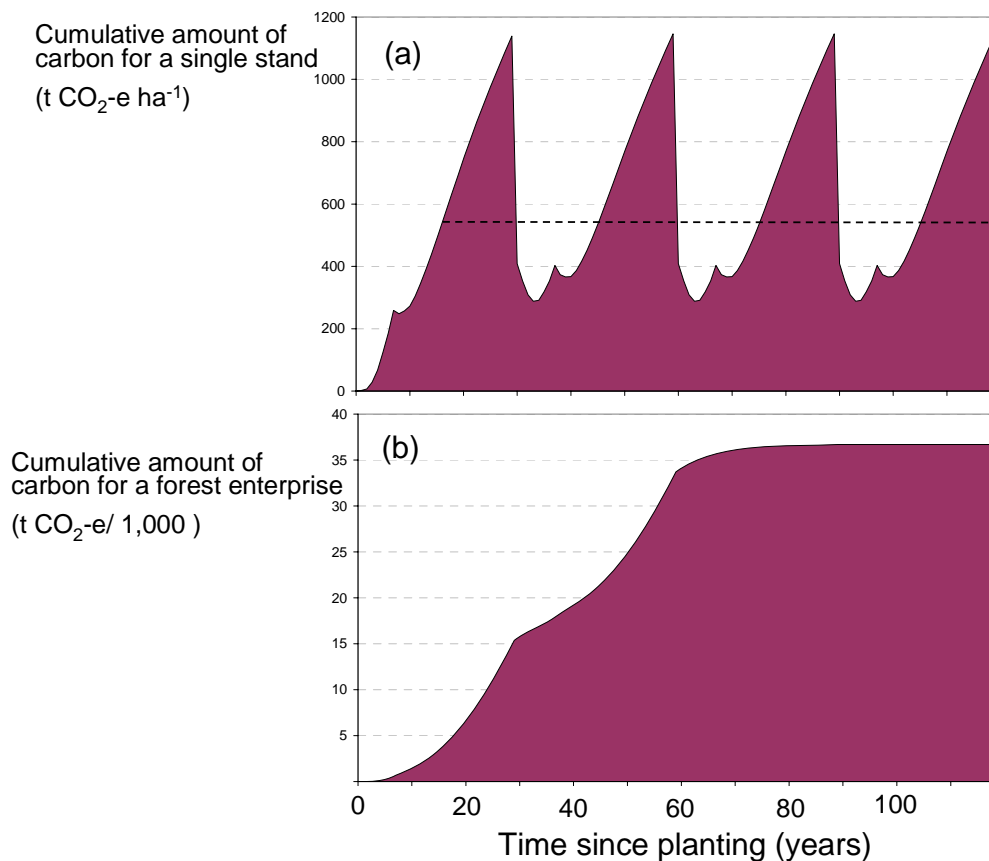 Cumulative amount of
carbon for a single stand
(t CO₂-e ha⁻¹)
(a)
1200
1000
800
600
400
200
0
Cumulative amount of
carbon for a forest enterprise
(t CO₂-e/ 1,000 )
(b)
40
35
30
25
20
15
10
5
0 20 40 60 80 100
Time since planting (years)